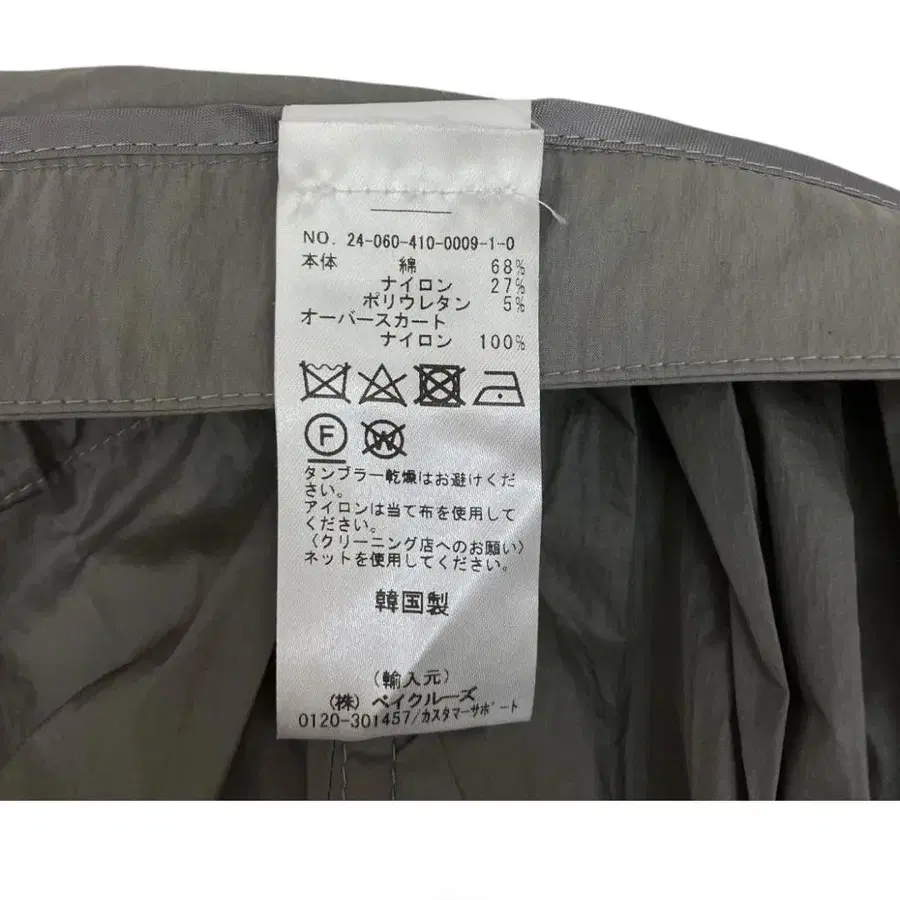 NO. 24-060-410-0009-1-0
本体 綿 68%
ナイロン 27%
ポリウレタン 5%
オーバースカート
ナイロン 100%
F W
タンブラー乾燥はお避けくだ
さい。
アイロンは当て布を使用して
ください。
〈クリーニング店へのお願い〉
ネットを使用してください。
韓国製
(輸入元)
(株) ベイクルーズ
0120-301457/カスタマーサポート